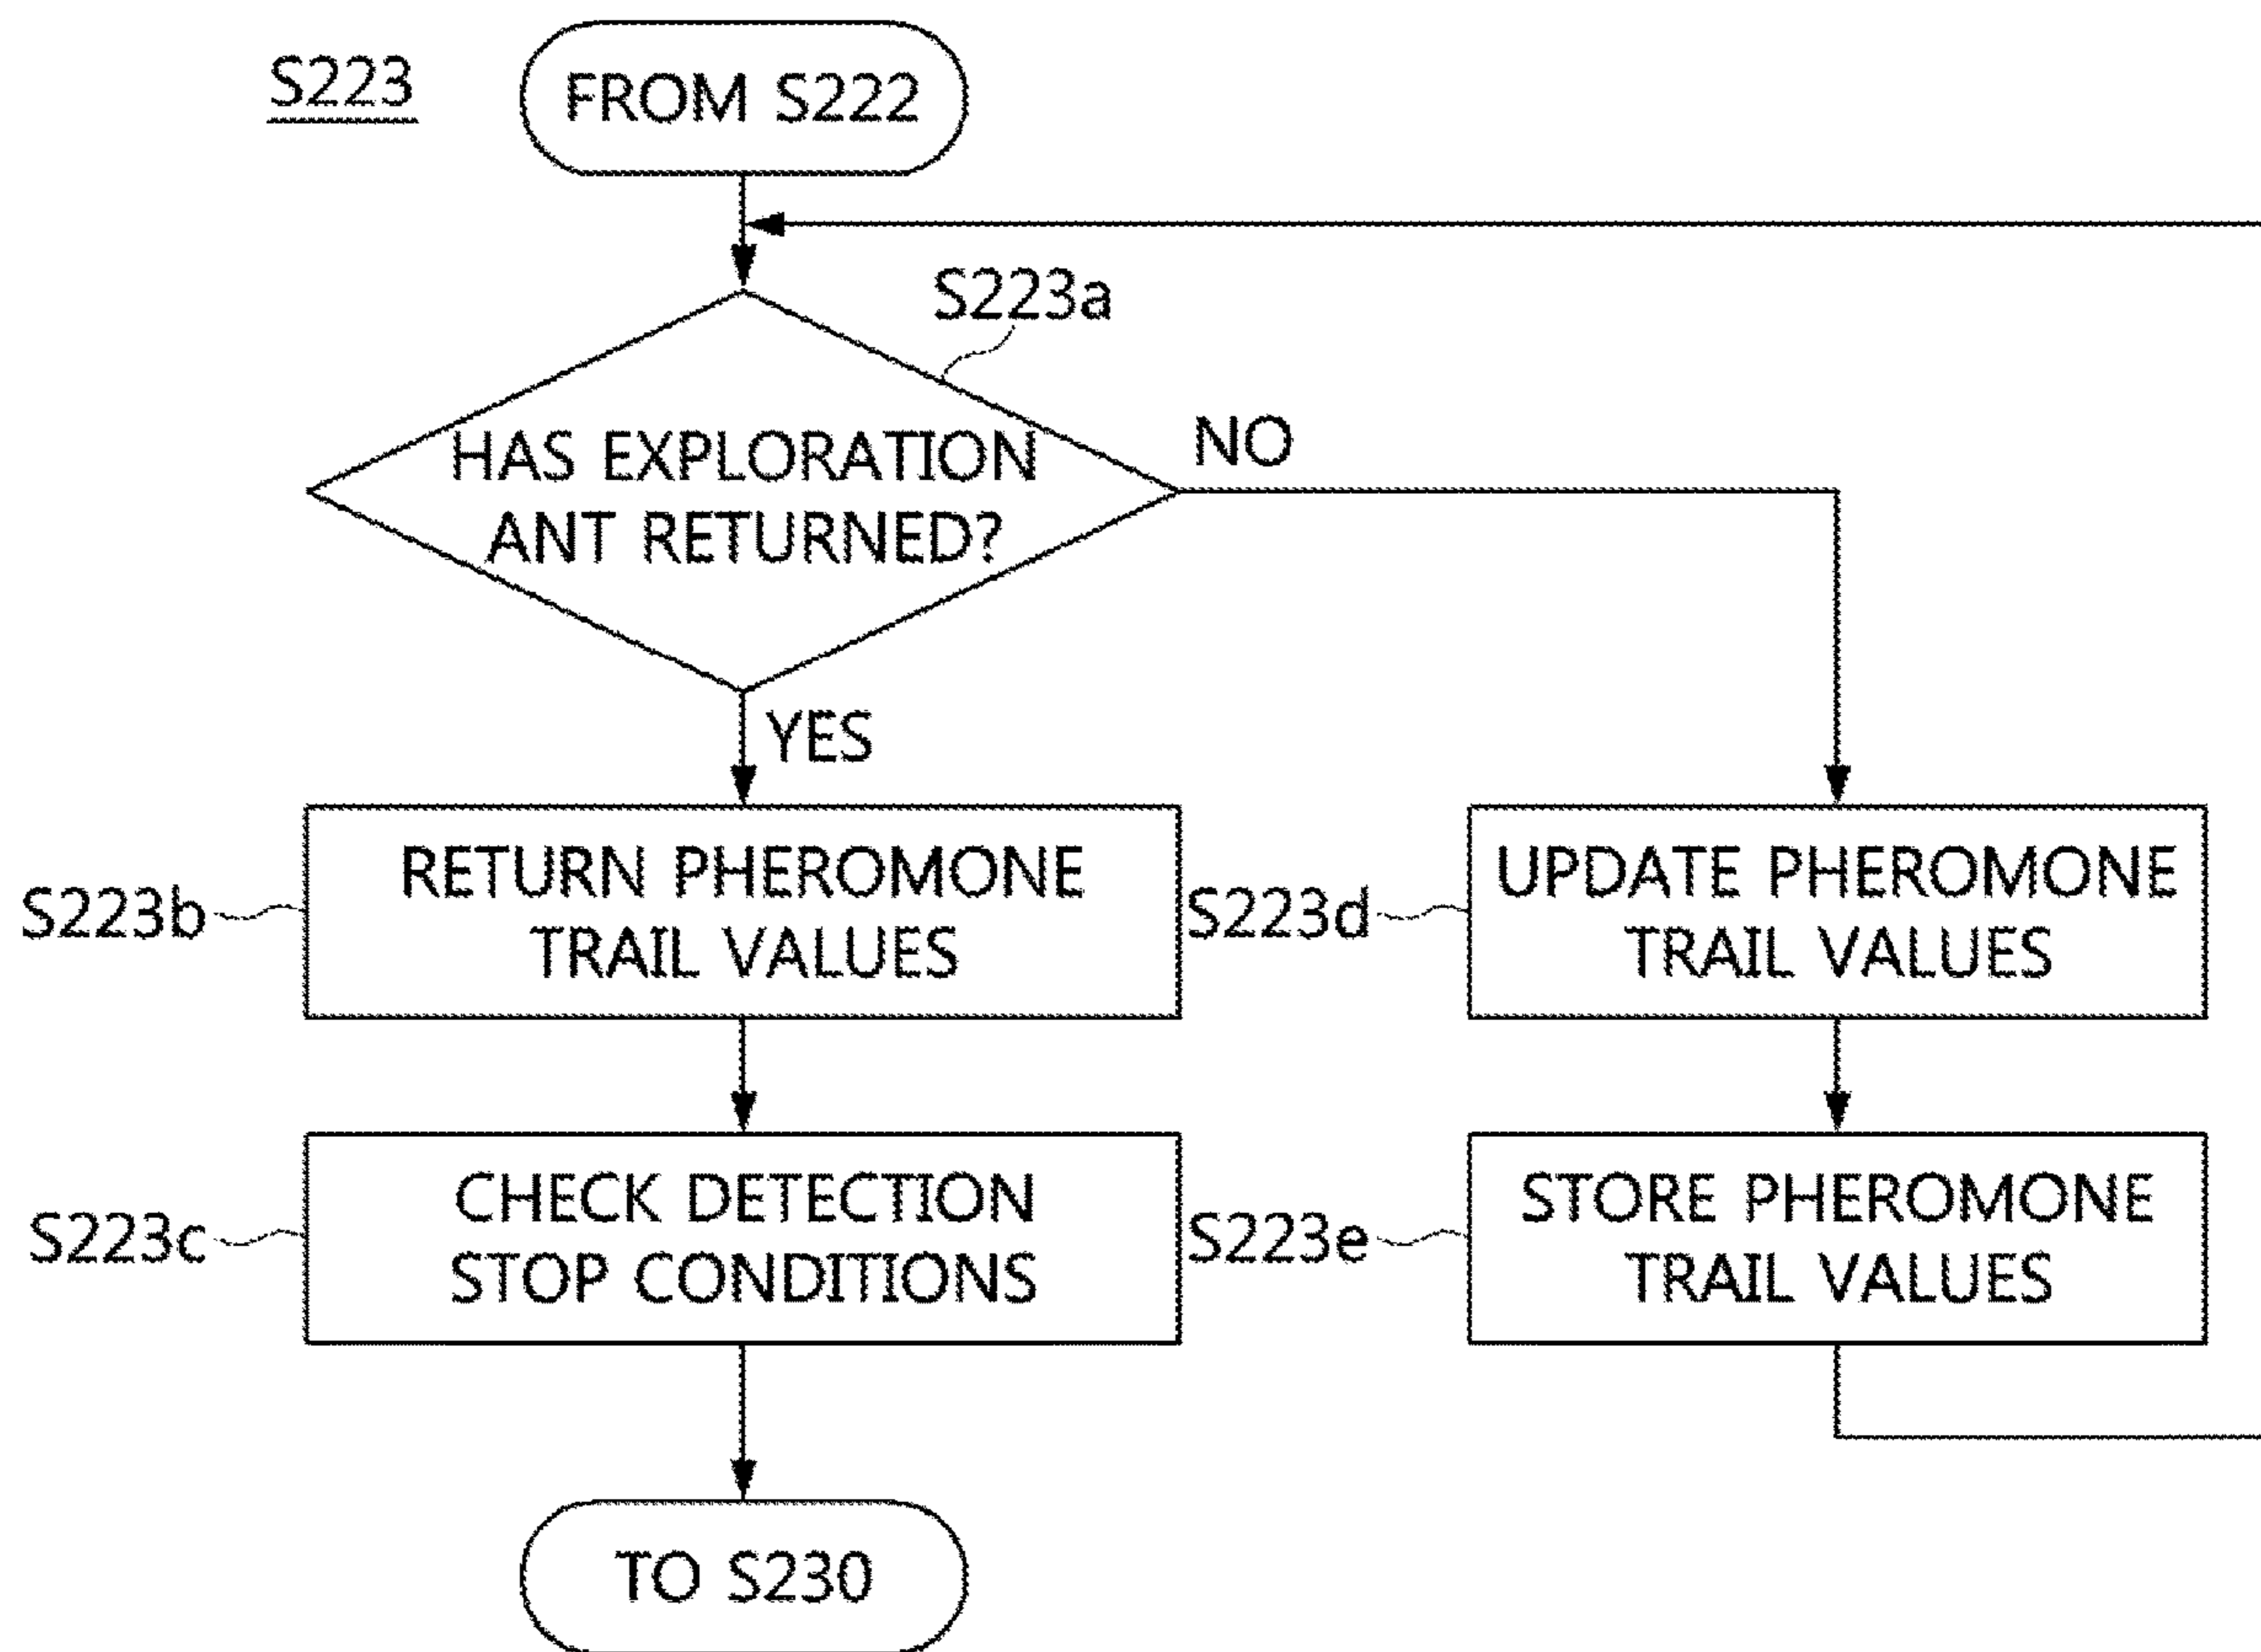 S223
FROM S222
S223a
HAS EXPLORATION
ANT RETURNED?
NO
YES
S223b
RETURN PHEROMONE
TRAIL VALUES
S223d
UPDATE PHEROMONE
TRAIL VALUES
S223c
CHECK DETECTION
STOP CONDITIONS
S223e
STORE PHEROMONE
TRAIL VALUES
TO S230